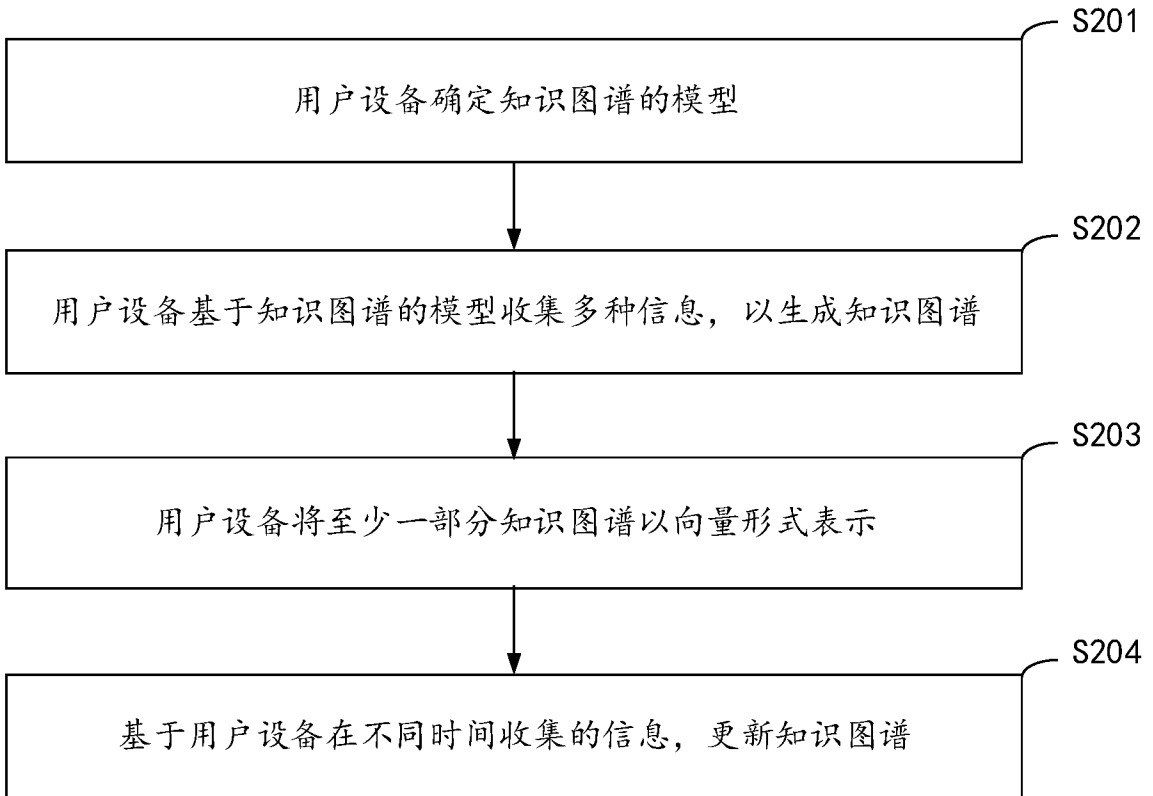 S201
用户设备确定知识图谱的模型
S202
用户设备基于知识图谱的模型收集多种信息，以生成知识图谱
S203
用户设备将至少一部分知识图谱以向量形式表示
S204
基于用户设备在不同时间收集的信息，更新知识图谱